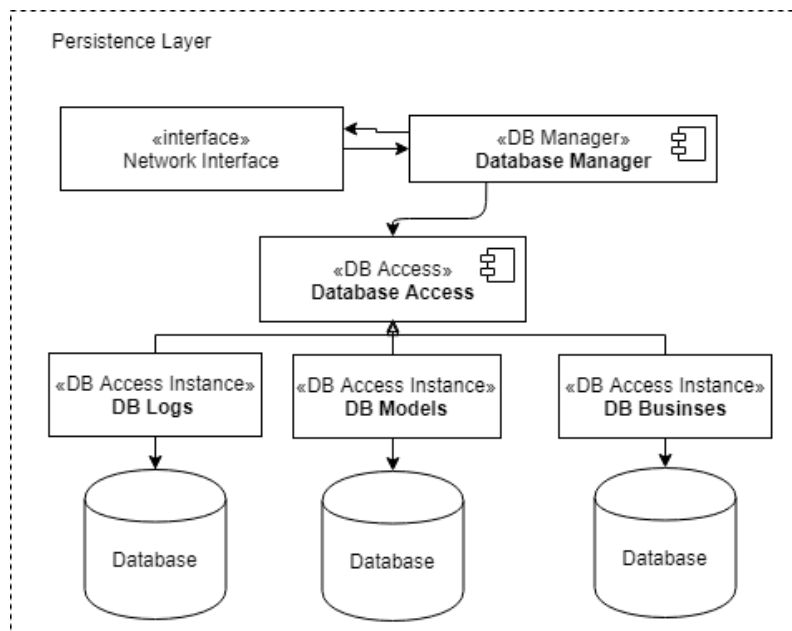 Persistence Layer
«interface»
Network Interface
«DB Manager»
Database Manager
«DB Access»
Database Access
«DB Access Instance»
DB Logs
«DB Access Instance»
DB Models
«DB Access Instance»
DB Businses
Database
Database
Database